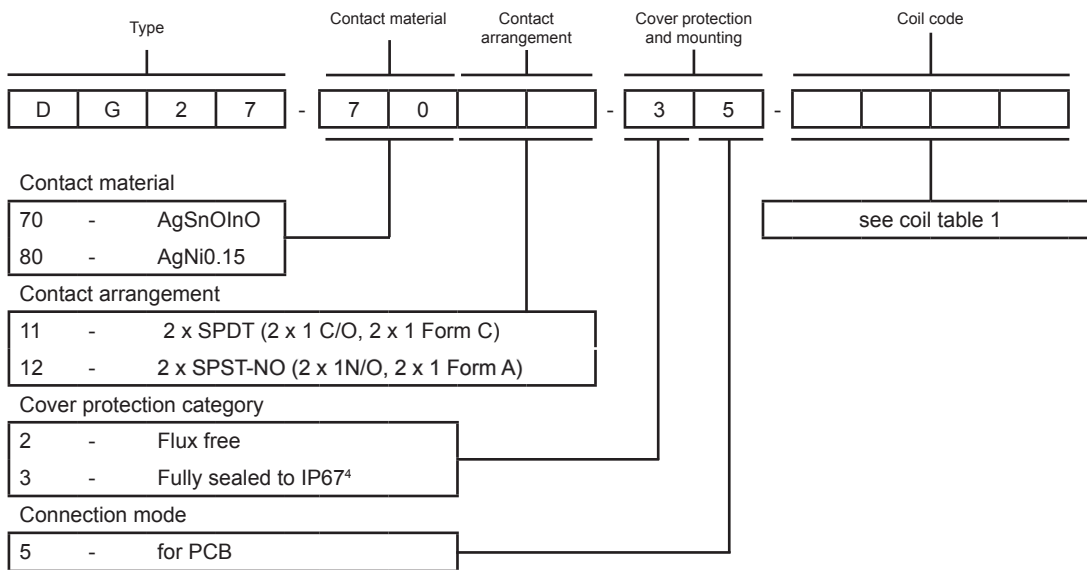 Type Contact material Contact arrangement Cover protection and mounting Coil code
D G 2 7 - 7 0 - 3 5 -
Contact material
70 - AgSnOInO
80 - AgNi0.15
see coil table 1
Contact arrangement
11 - 2 x SPDT (2 x 1 C/O, 2 x 1 Form C)
12 - 2 x SPST-NO (2 x 1N/O, 2 x 1 Form A)
Cover protection category
2 - Flux free
3 - Fully sealed to IP67⁴
Connection mode
5 - for PCB